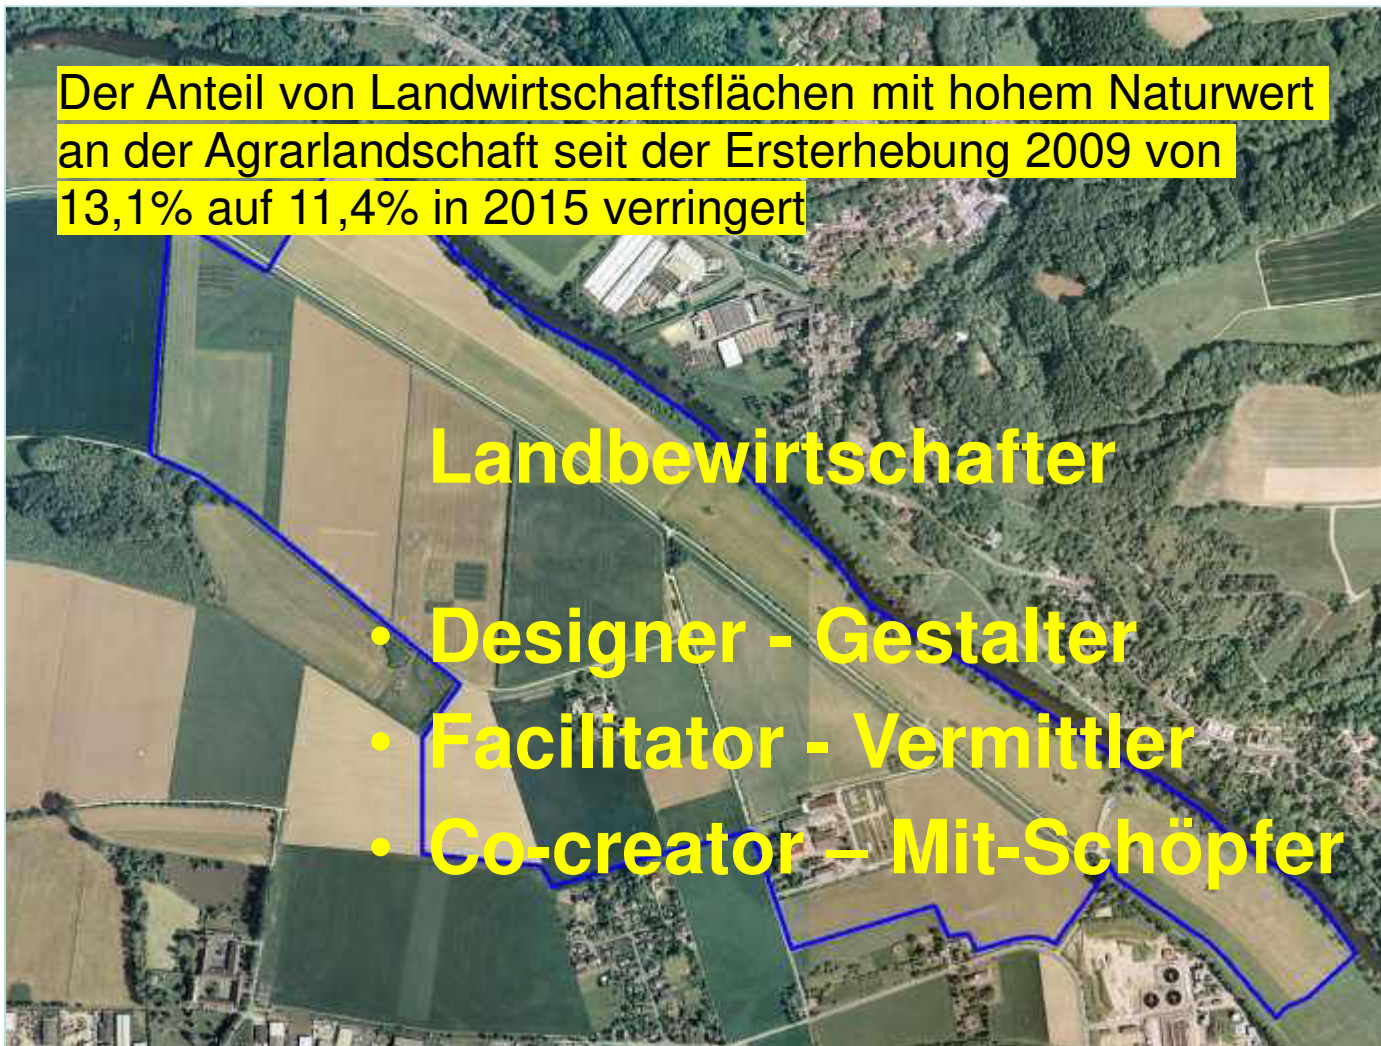 Der Anteil von Landwirtschaftsflächen mit hohem Naturwert
an der Agrarlandschaft seit der Ersterhebung 2009 von
13,1% auf 11,4% in 2015 verringert
Landbewirtschafter
• Designer - Gestalter
• Facilitator - Vermittler
• Co-creator – Mit-Schöpfer